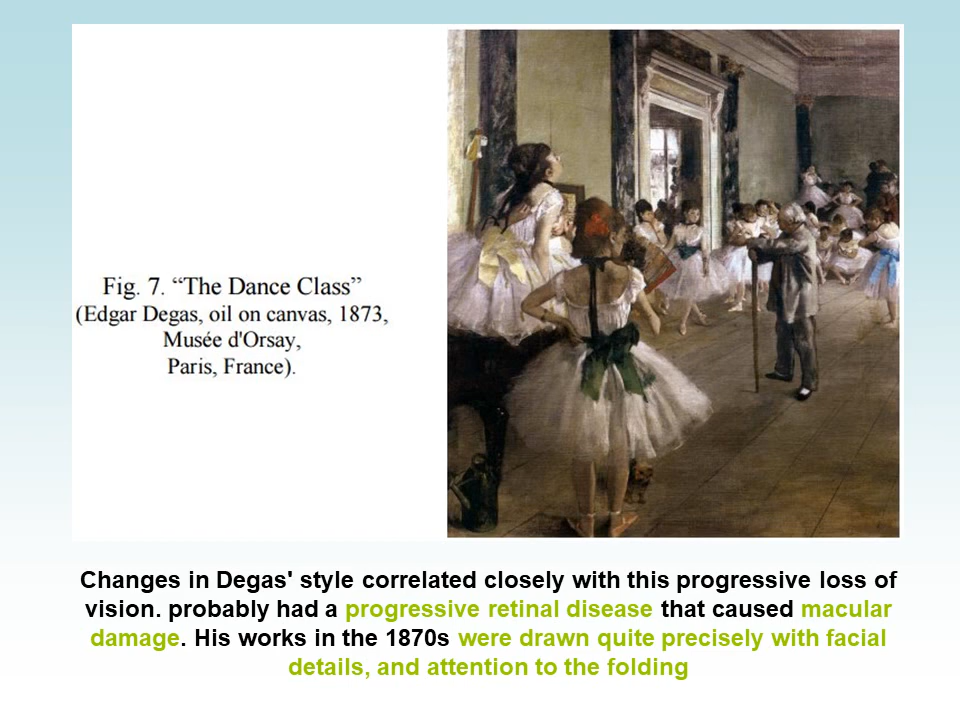 Fig. 7. “The Dance Class”
(Edgar Degas, oil on canvas, 1873,
Musée d'Orsay,
Paris, France).
Changes in Degas' style correlated closely with this progressive loss of
vision. probably had a progressive retinal disease that caused macular
damage. His works in the 1870s were drawn quite precisely with facial
details, and attention to the folding